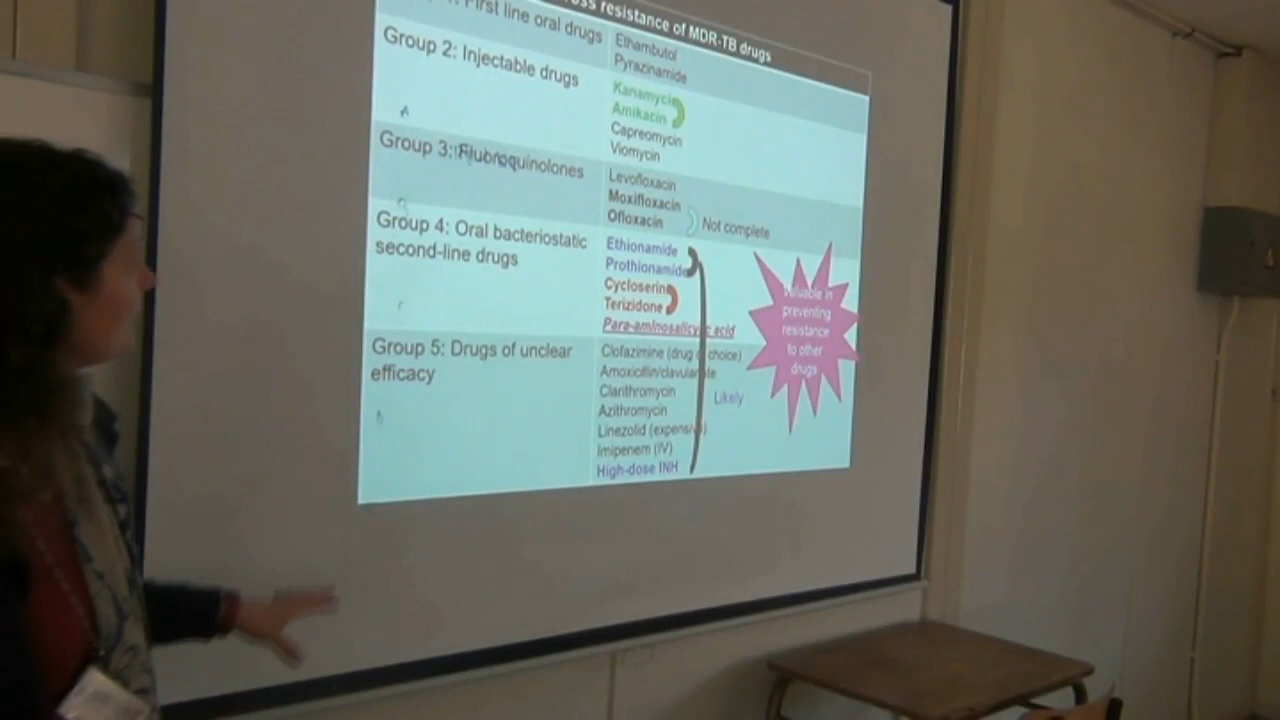 resistance of MDR-TB drugs
First line oral drugs
Ethambutol
Pyrazinamide
Group 2: Injectable drugs
Kanamycin
Amikacin
Capreomycin
Viomycin
Group 3: Fluoroquinolones
Levofloxacin
Moxifloxacin
Ofloxacin
Not complete
Group 4: Oral bacteriostatic
second-line drugs
Ethionamide
Prothionamide
Cycloserin
Terizidone
Para-aminosalicylic acid
Valuable in
preventing
resistance
to other
drugs
Group 5: Drugs of unclear
efficacy
Clofazimine (drug of choice)
Amoxicillin/clavulanate
Clarithromycin
Azithromycin
Linezolid (expensive)
Imipenem (IV)
High-dose INH
Likely